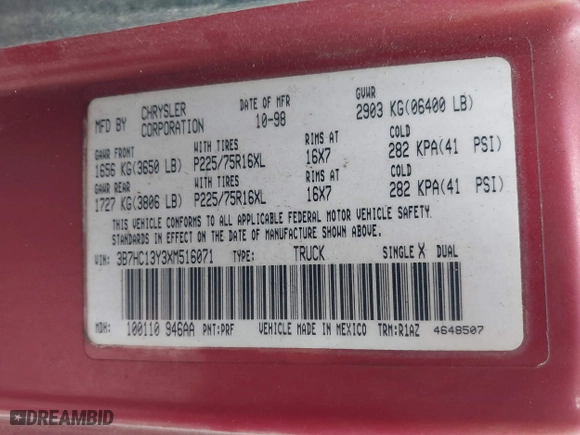 MFD BY CHRYSLER CORPORATION DATE OF MFR 10-98 GVWR 2903 KG(06400 LB)
GAWR FRONT WITH TIRES RIMS AT COLD
1656 KG(3650 LB) P225/75R16XL 16X7 282 KPA(41 PSI)
GAWR REAR WITH TIRES RIMS AT COLD
1727 KG(3806 LB) P225/75R16XL 16X7 282 KPA(41 PSI)
THIS VEHICLE CONFORMS TO ALL APPLICABLE FEDERAL MOTOR VEHICLE SAFETY.
STANDARDS IN EFFECT ON THE DATE OF MANUFACTURE SHOWN ABOVE.
VIN: 3B7HC13Y3XM516071 TYPE: TRUCK SINGLE X DUAL
MDH: 100110 946AA PNT:PRF VEHICLE MADE IN MEXICO TRM:R1AZ 4648507
DREAMBID